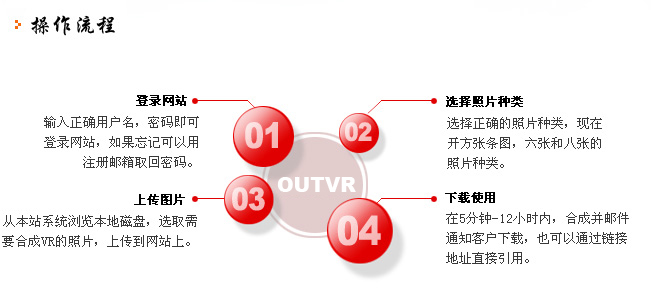 操作流程
登录网站
输入正确用户名，密码即可
登录网站，如果忘记可以用
注册邮箱取回密码。
01
02
选择照片种类
选择正确的照片种类，现在
开方张条图，六张和八张的
照片种类。
上传图片
从本站系统浏览本地磁盘，选取需
要合成VR的照片，上传到网站上。
03
OUTVR
04
下载使用
在5分钟-12小时内，合成并邮件
通知客户下载，也可以通过链接
地址直接引用。